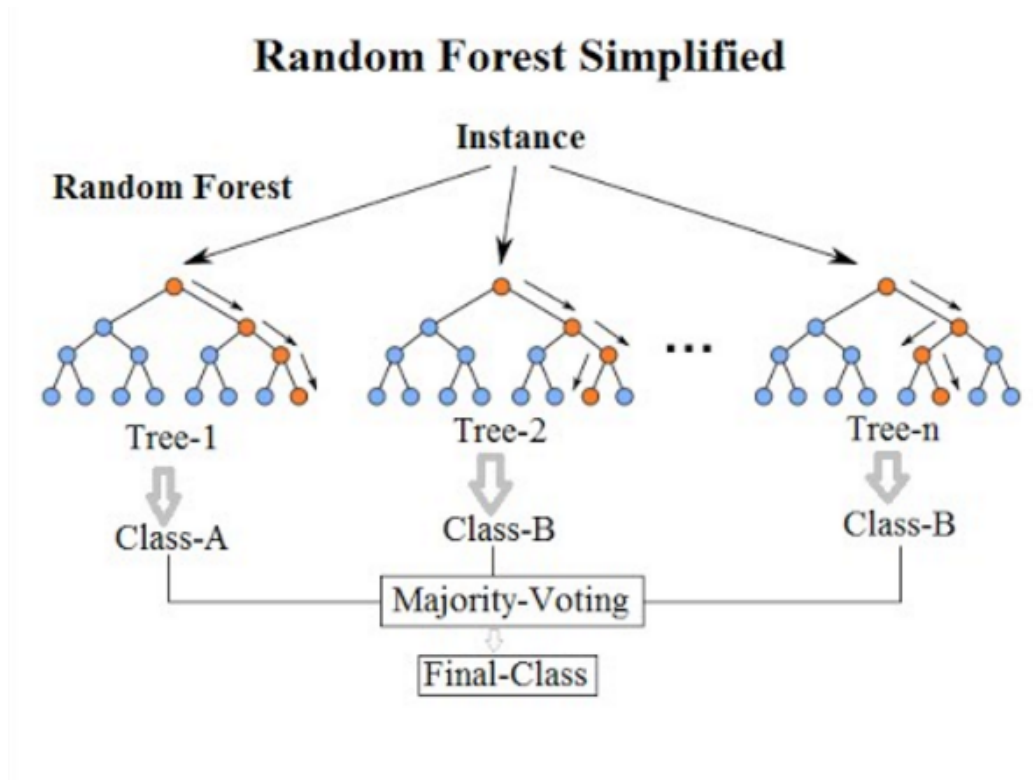 Random Forest Simplified
Instance
Random Forest
...
Tree-1
Tree-2
Tree-n
Class-A
Class-B
Class-B
Majority-Voting
Final-Class